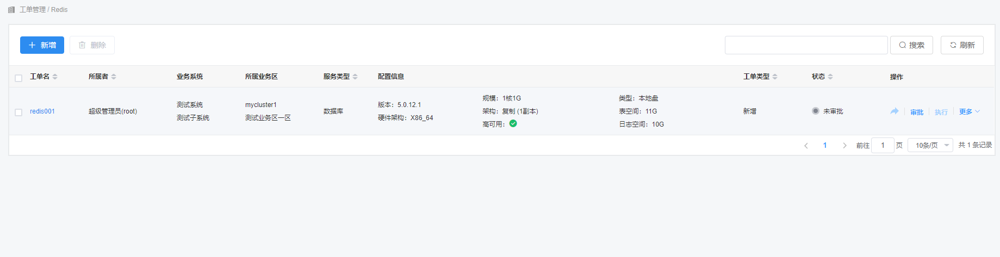 工单管理 / Redis
新增
删除
搜索
刷新
工单名 所属者 业务系统 所属业务区 服务类型 配置信息 工单类型 状态 操作
redis001
超级管理员(root)
测试系统
测试子系统
mycluster1
测试业务区一区
数据库
版本：5.0.12.1
硬件架构：X86_64
规模：1核1G
架构：复制 (1副本)
高可用：
类型：本地盘
表空间：11G
日志空间：10G
新增
未审批
审批 执行 更多
1 前往 1 页 10条/页 共 1 条记录